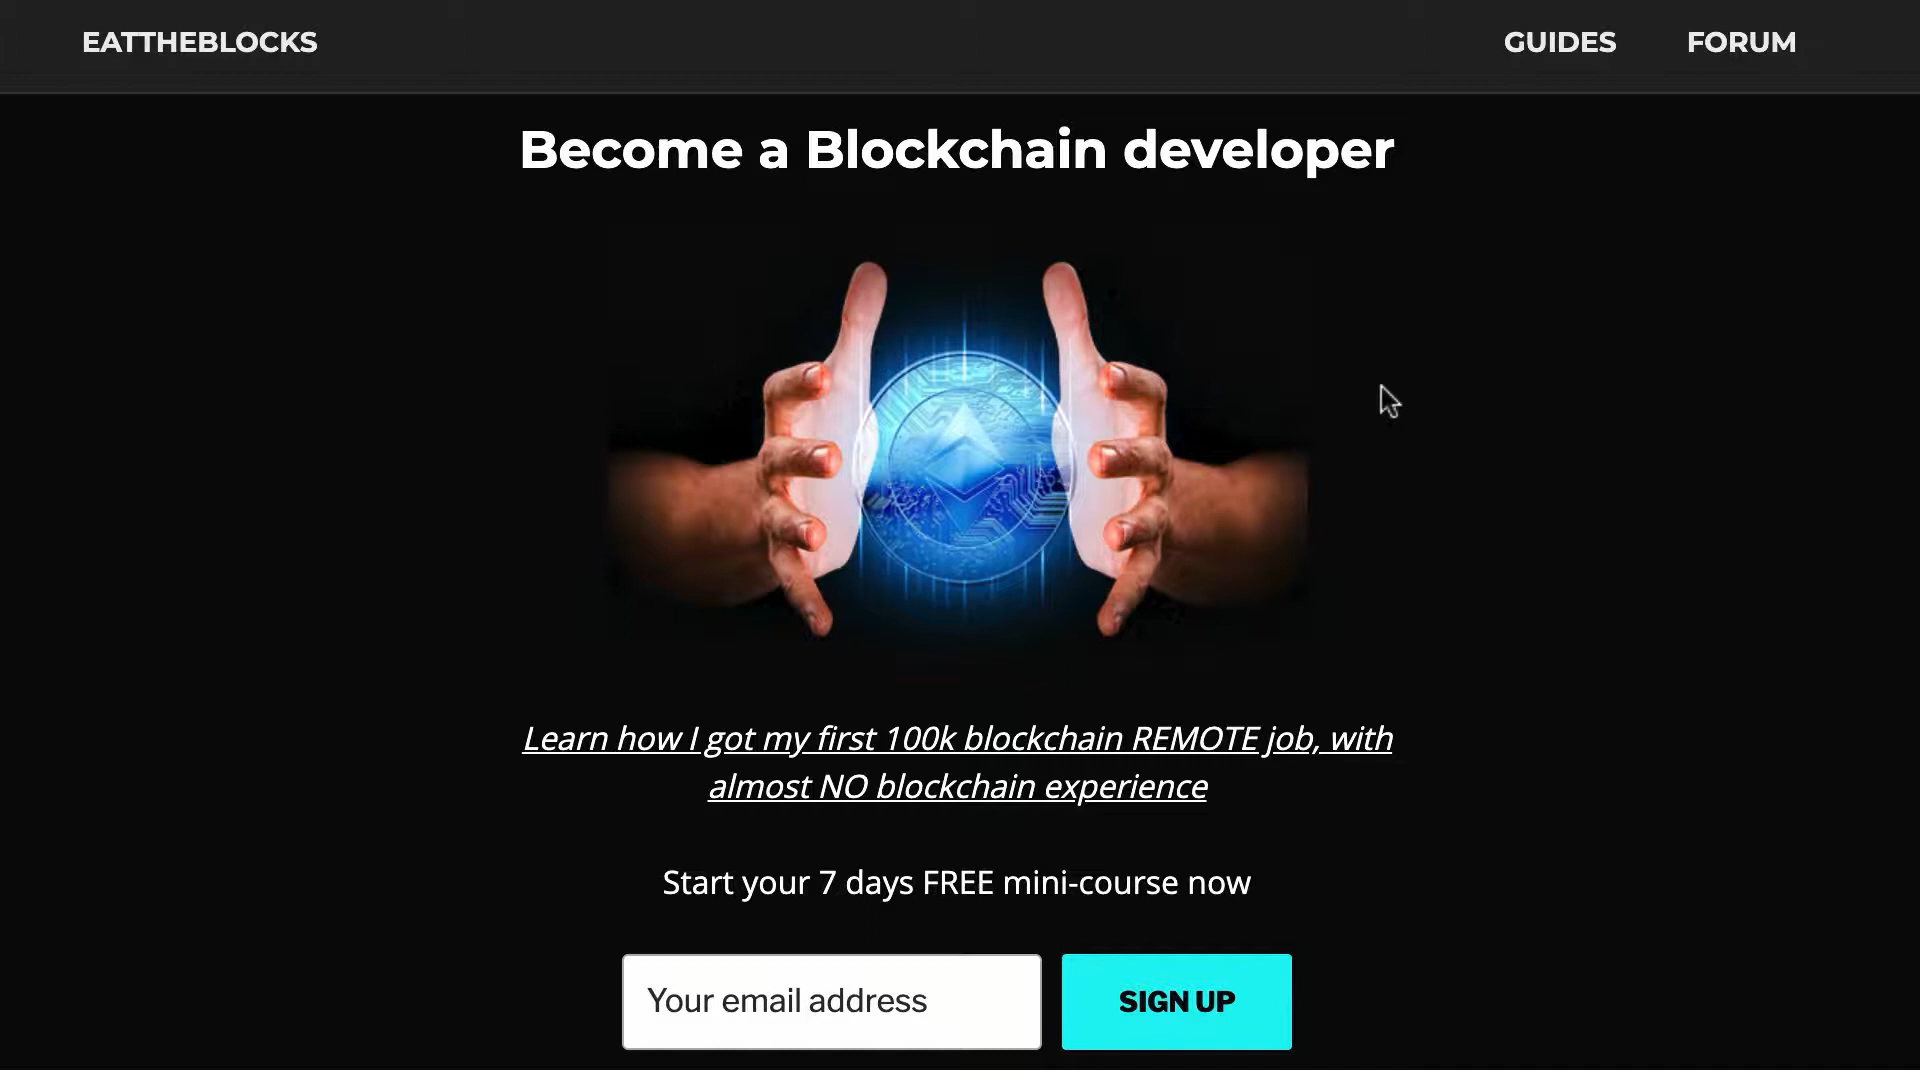 EATTHEBLOCKS
GUIDES
FORUM
Become a Blockchain developer
Learn how I got my first 100k blockchain REMOTE job, with
almost NO blockchain experience
Start your 7 days FREE mini-course now
Your email address
SIGN UP